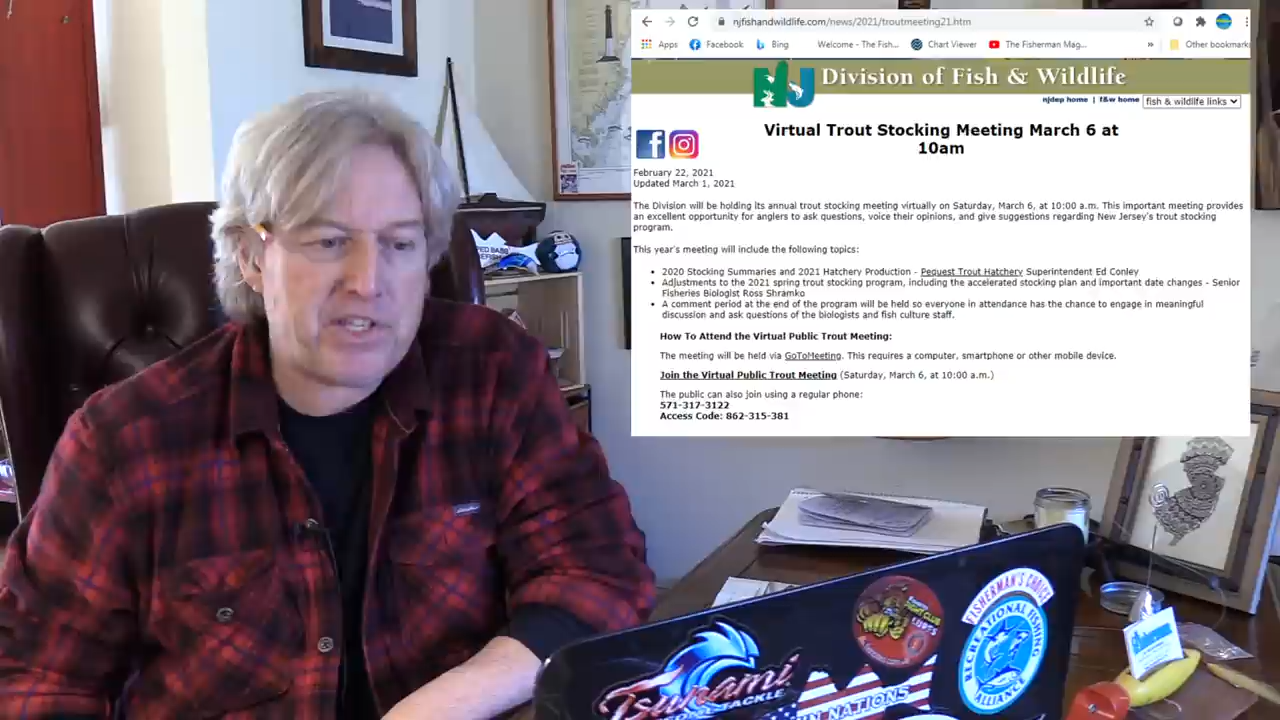 njfishandwildlife.com/news/2021/troutmeeting21.htm
Apps Facebook Bing Welcome - The Fish... Chart Viewer The Fisherman Mag... » Other bookmarks
NJ Division of Fish & Wildlife
njdep home | f&w home fish & wildlife links
Virtual Trout Stocking Meeting March 6 at
10am
February 22, 2021
Updated March 1, 2021
The Division will be holding its annual trout stocking meeting virtually on Saturday, March 6, at 10:00 a.m. This important meeting provides
an excellent opportunity for anglers to ask questions, voice their opinions, and give suggestions regarding New Jersey's trout stocking
program.
This year's meeting will include the following topics:
• 2020 Stocking Summaries and 2021 Hatchery Production - Pequest Trout Hatchery Superintendent Ed Conley
• Adjustments to the 2021 spring trout stocking program, including the accelerated stocking plan and important date changes - Senior
Fisheries Biologist Ross Shramko
• A comment period at the end of the program will be held so everyone in attendance has the chance to engage in meaningful
discussion and ask questions of the biologists and fish culture staff.
How To Attend the Virtual Public Trout Meeting:
The meeting will be held via GoToMeeting. This requires a computer, smartphone or other mobile device.
Join the Virtual Public Trout Meeting (Saturday, March 6, at 10:00 a.m.)
The public can also join using a regular phone:
571-317-3122
Access Code: 862-315-381
FISHERMAN'S CHOICE
RECREATIONAL FISHING
ALLIANCE
Tsunami
TACKLE
NATIONS